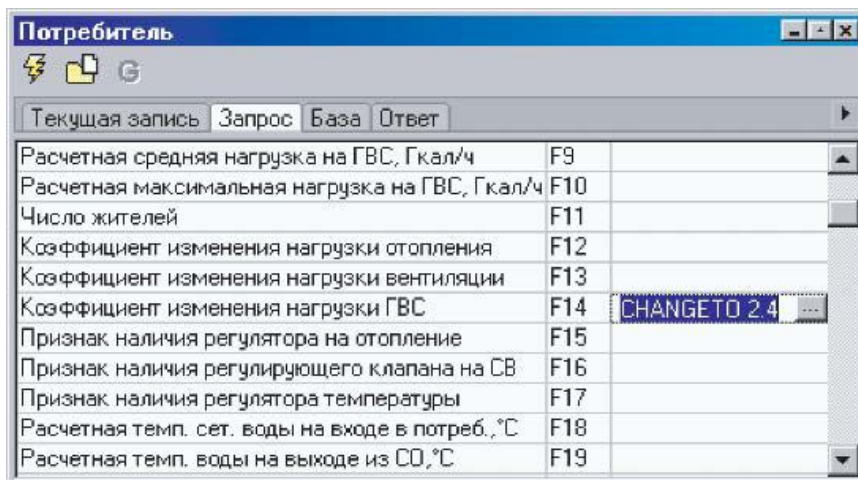 Потребитель
G
Текущая запись Запрос База Ответ
Расчетная средняя нагрузка на ГВС, Гкал/ч F9
Расчетная максимальная нагрузка на ГВС, Гкал/ч F10
Число жителей F11
Коэффициент изменения нагрузки отопления F12
Коэффициент изменения нагрузки вентиляции F13
Коэффициент изменения нагрузки ГВС F14 CHANGETO 2.4 ...
Признак наличия регулятора на отопление F15
Признак наличия регулирующего клапана на СВ F16
Признак наличия регулятора температуры F17
Расчетная темп. сет. воды на входе в потреб.,°C F18
Расчетная темп. воды на выходе из СО,°C F19